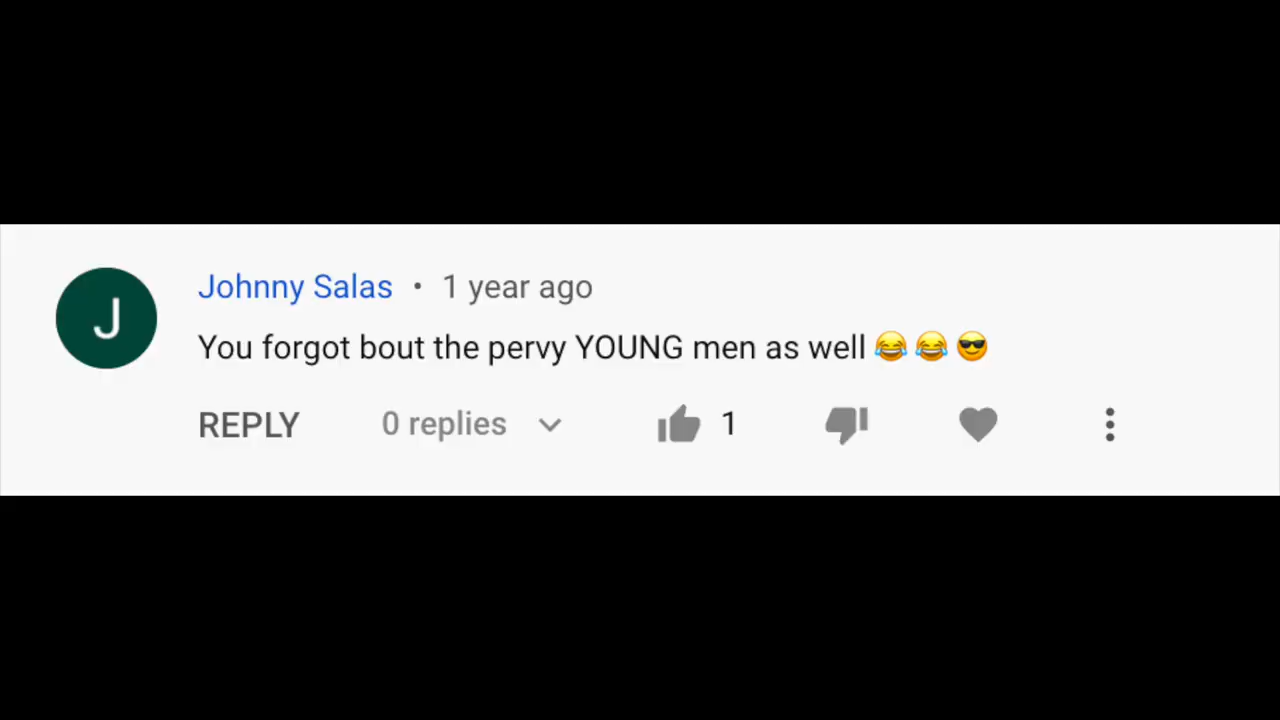 J
Johnny Salas • 1 year ago
You forgot bout the pervy YOUNG men as well 😂 😂 😎
REPLY 0 replies 1